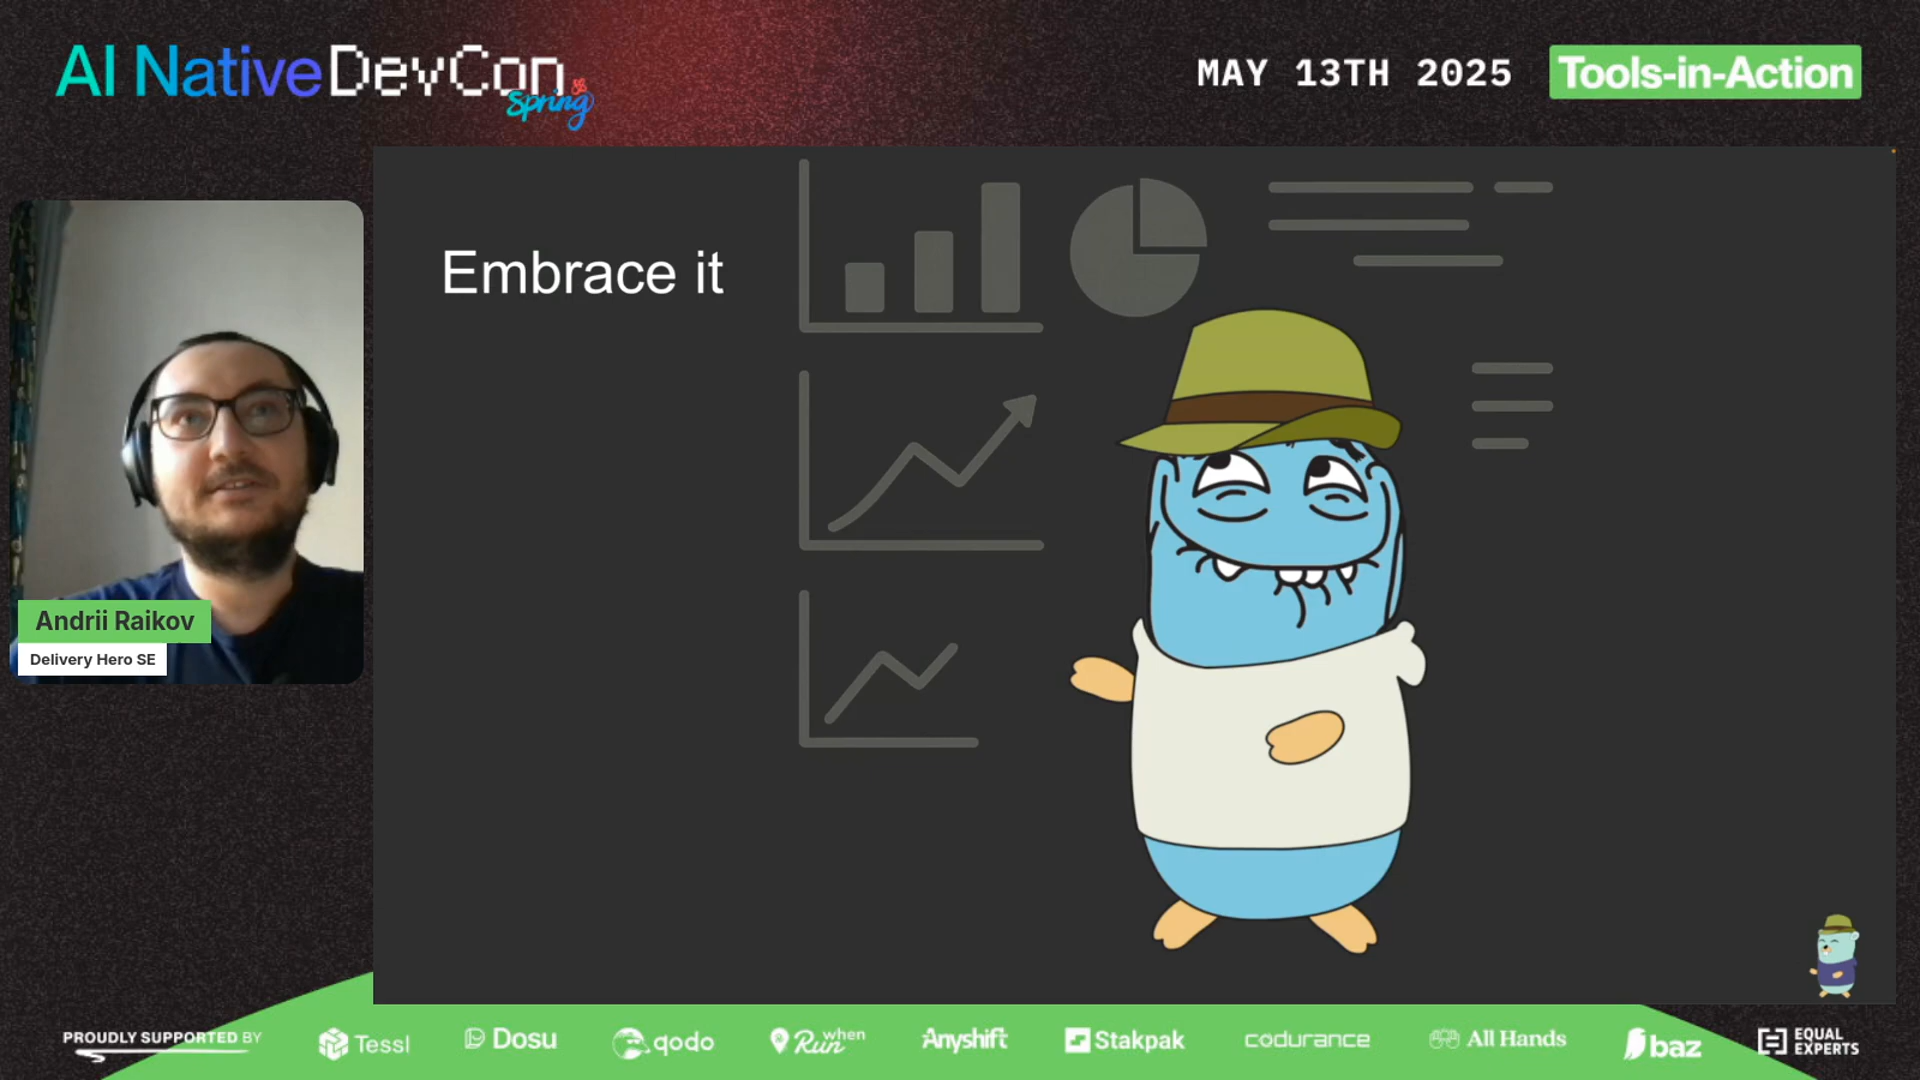 AI Native DevCon
Spring
MAY 13TH 2025
Tools-in-Action
Embrace it
Andrii Raikov
Delivery Hero SE
PROUDLY SUPPORTED BY
Tessl
Dosu
qodo
Run when
Anyshift
Stakpak
codurance
All Hands
baz
EQUAL
EXPERTS